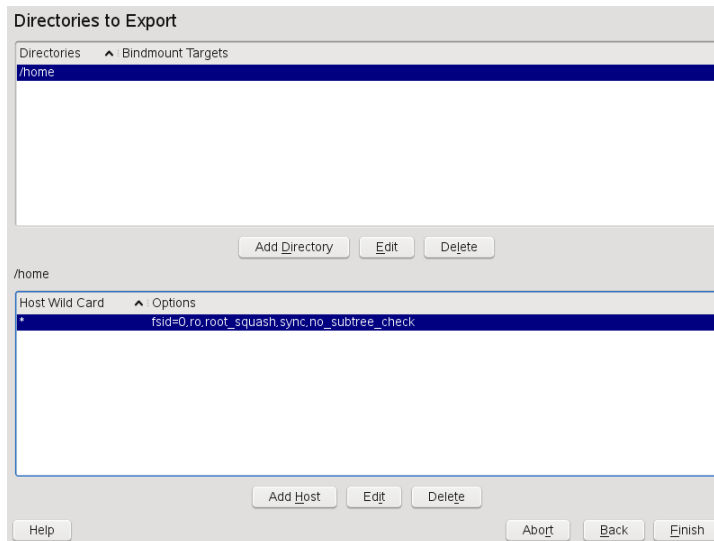 Directories to Export
Directories Bindmount Targets
/home
Add Directory Edit Delete
/home
Host Wild Card Options
* fsid=0,ro,root_squash,sync,no_subtree_check
Add Host Edit Delete
Help Abort Back Finish